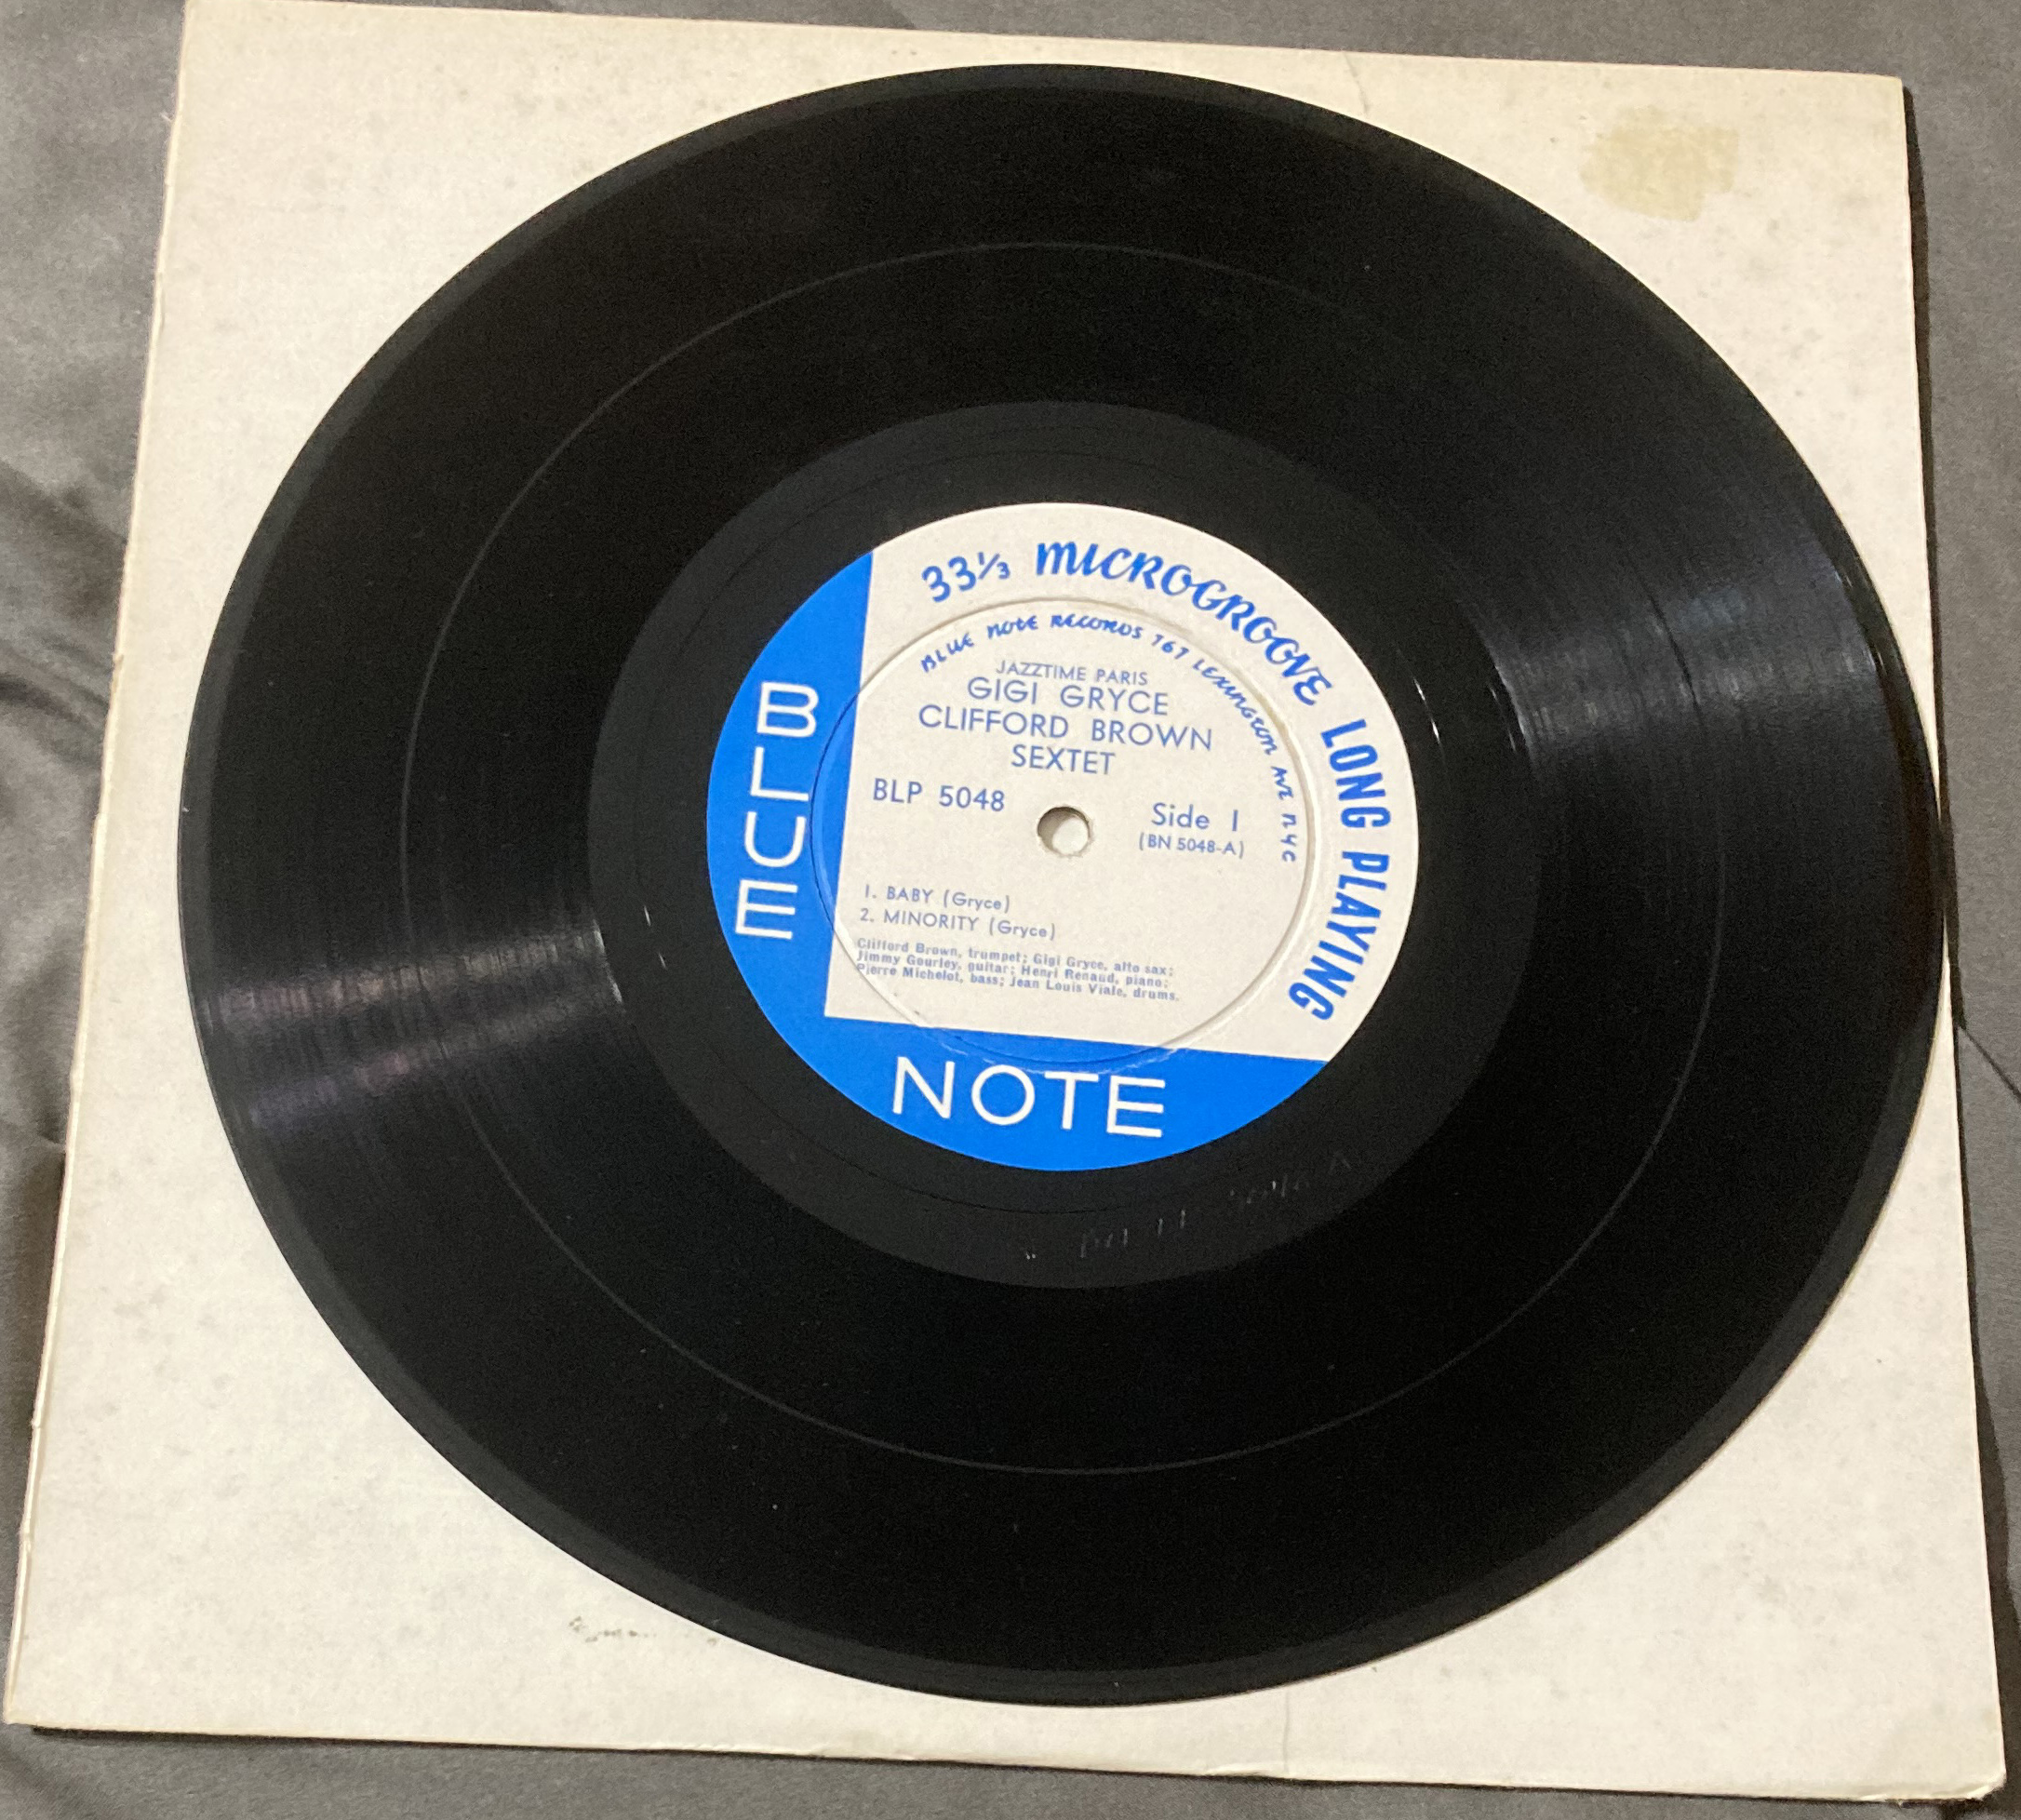 33⅓ MICROGROOVE LONG PLAYING
BLUE NOTE RECORDS 767 LEXINGTON AVE NYC
JAZZTIME PARIS
GIGI GRYCE
CLIFFORD BROWN
SEXTET
BLP 5048
Side 1
(BN 5048-A)
1. BABY (Gryce)
2. MINORITY (Gryce)
Clifford Brown, trumpet; Gigi Gryce, alto sax;
Jimmy Gourley, guitar; Henri Renaud, piano;
Pierre Michelot, bass; Jean Louis Viale, drums.
BLUE
NOTE